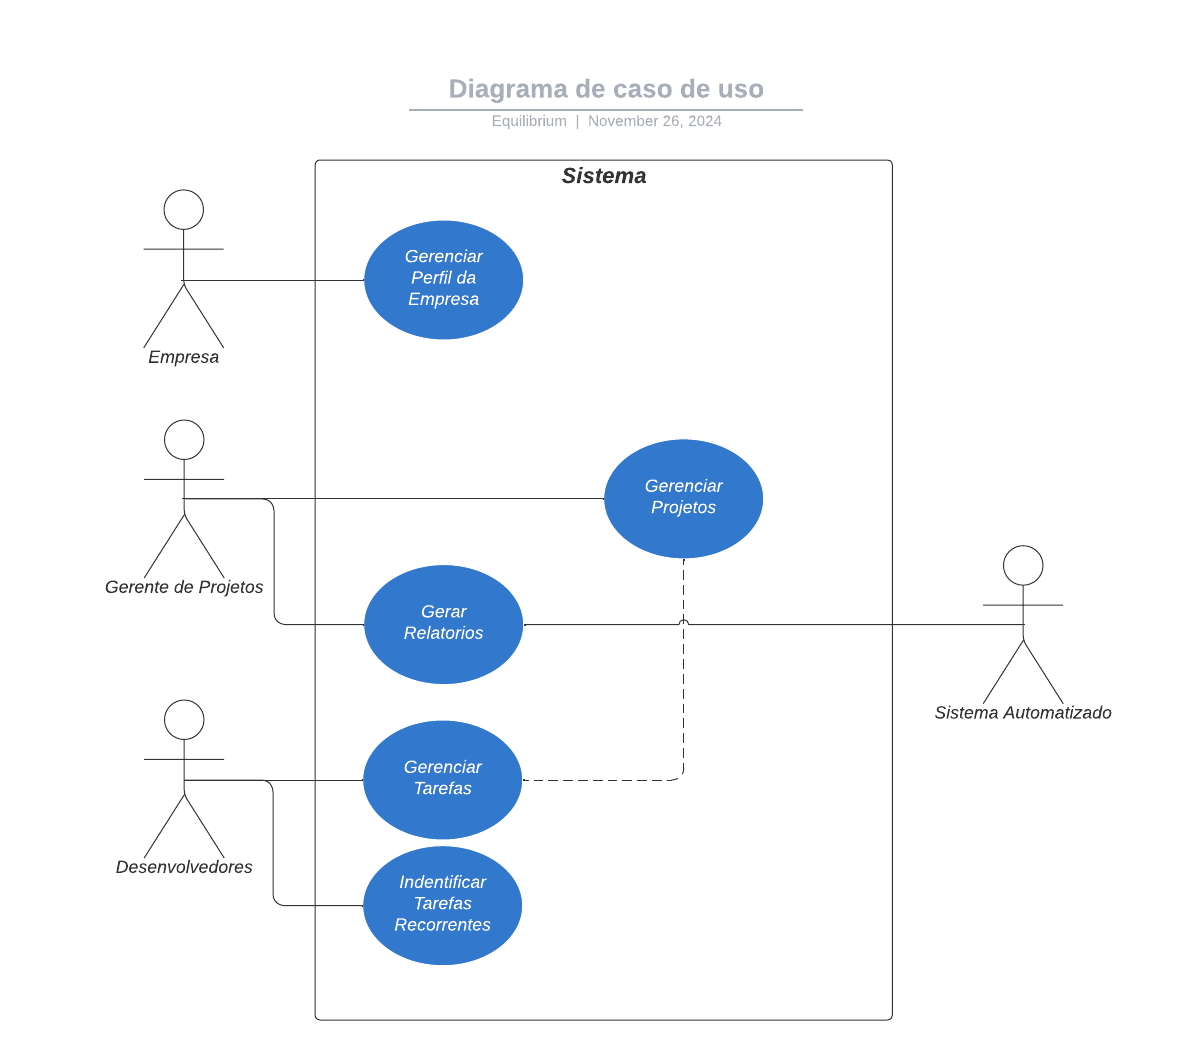 Diagrama de caso de uso
Equilibrium | November 26, 2024
Sistema
Gerenciar
Perfil da
Empresa
Empresa
Gerenciar
Projetos
Gerente de Projetos
Gerar
Relatorios
Sistema Automatizado
Gerenciar
Tarefas
Desenvolvedores
Indentificar
Tarefas
Recorrentes